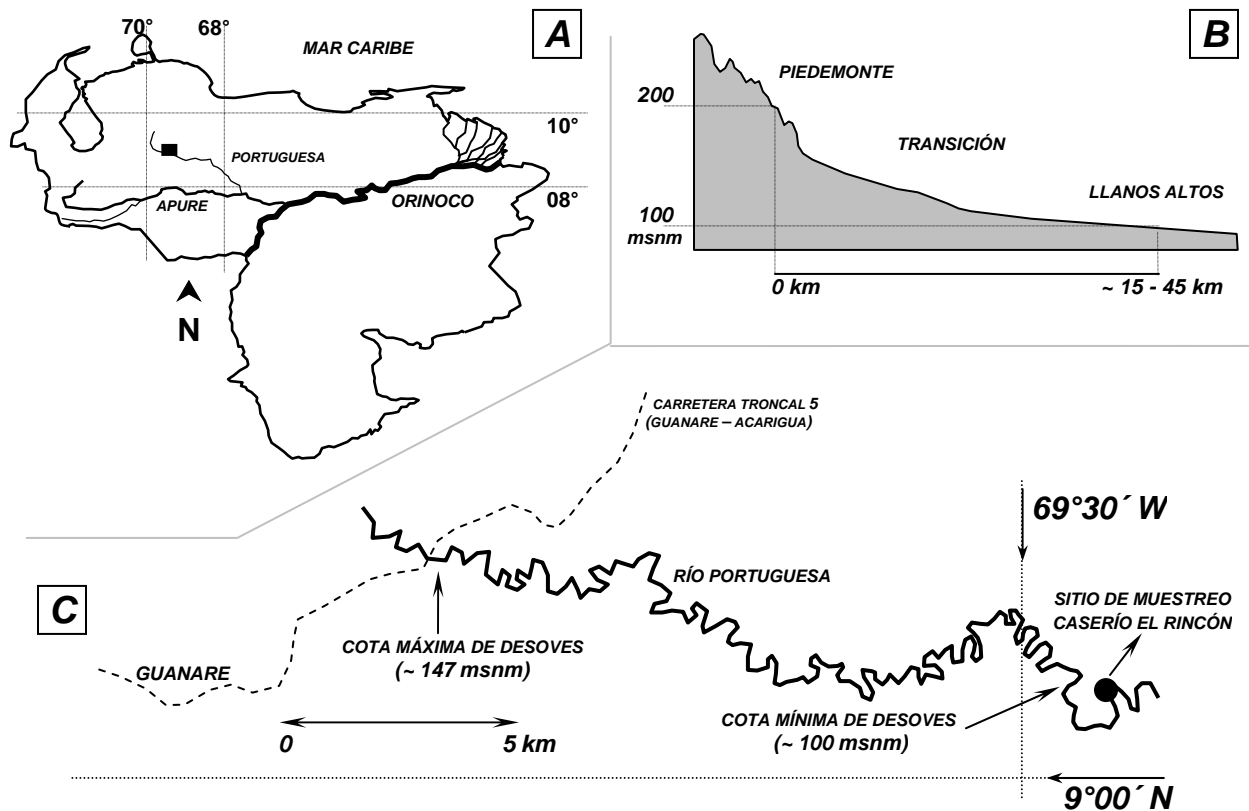 A
70°
68°
MAR CARIBE
10°
PORTUGUESA
APURE
ORINOCO
08°
N
B
PIEDEMONTE
200
TRANSICIÓN
LLANOS ALTOS
100
msnm
0 km
~ 15 - 45 km
C
CARRETERA TRONCAL 5
(GUANARE – ACARIGUA)
69°30´ W
RÍO PORTUGUESA
SITIO DE MUESTREO
CASERÍO EL RINCÓN
COTA MÁXIMA DE DESOVES
(~ 147 msnm)
GUANARE
COTA MÍNIMA DE DESOVES
(~ 100 msnm)
0
5 km
9°00´ N